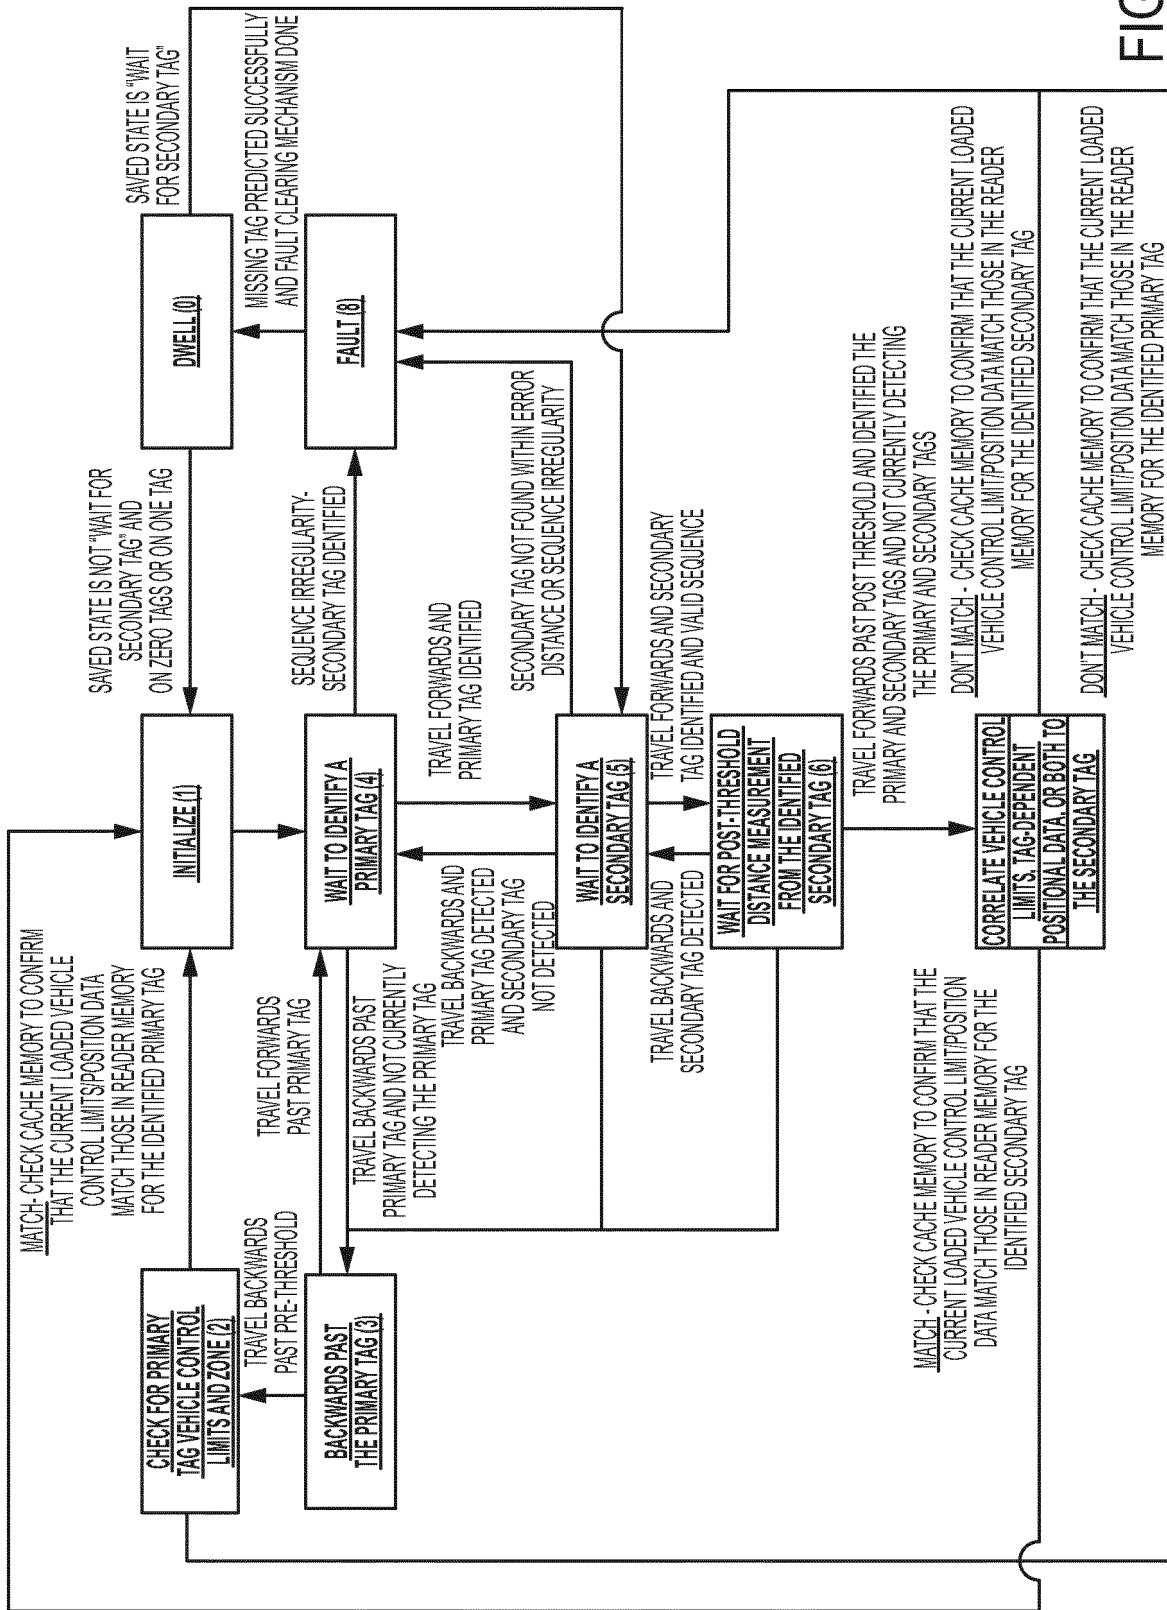 MATCH- CHECK CACHE MEMORY TO CONFIRM
THAT THE CURRENT LOADED VEHICLE
CONTROL LIMITS/POSITION DATA
MATCH THOSE IN READER MEMORY
FOR THE IDENTIFIED PRIMARY TAG
SAVED STATE IS NOT "WAIT FOR
SECONDARY TAG" AND
ON ZERO TAGS OR ON ONE TAG
SAVED STATE IS "WAIT
FOR SECONDARY TAG"
CHECK FOR PRIMARY
TAG VEHICLE CONTROL
LIMITS AND ZONE (2)
INITIALIZE (1)
DWELL (0)
TRAVEL BACKWARDS
PAST PRE-THRESHOLD
TRAVEL FORWARDS
PAST PRIMARY TAG
SEQUENCE IRREGULARITY-
SECONDARY TAG IDENTIFIED
MISSING TAG PREDICTED SUCCESSFULLY
AND FAULT CLEARING MECHANISM DONE
BACKWARDS PAST
THE PRIMARY TAG (3)
WAIT TO IDENTIFY A
PRIMARY TAG (4)
FAULT (8)
TRAVEL BACKWARDS PAST
PRIMARY TAG AND NOT CURRENTLY
DETECTING THE PRIMARY TAG
TRAVEL BACKWARDS AND
PRIMARY TAG DETECTED
AND SECONDARY TAG
NOT DETECTED
TRAVEL FORWARDS AND
PRIMARY TAG IDENTIFIED
SECONDARY TAG NOT FOUND WITHIN ERROR
DISTANCE OR SEQUENCE IRREGULARITY
WAIT TO IDENTIFY A
SECONDARY TAG (5)
TRAVEL BACKWARDS AND
SECONDARY TAG DETECTED
TRAVEL FORWARDS AND SECONDARY
TAG IDENTIFIED AND VALID SEQUENCE
WAIT FOR POST-THRESHOLD
DISTANCE MEASUREMENT
FROM THE IDENTIFIED
SECONDARY TAG (6)
TRAVEL FORWARDS PAST POST THRESHOLD AND IDENTIFIED THE
PRIMARY AND SECONDARY TAGS AND NOT CURRENTLY DETECTING
THE PRIMARY AND SECONDARY TAGS
MATCH - CHECK CACHE MEMORY TO CONFIRM THAT THE
CURRENT LOADED VEHICLE CONTROL LIMIT/POSITION
DATA MATCH THOSE IN READER MEMORY FOR THE
IDENTIFIED SECONDARY TAG
CORRELATE VEHICLE CONTROL
LIMITS, TAG-DEPENDENT
POSITIONAL DATA, OR BOTH TO
THE SECONDARY TAG
DON'T MATCH - CHECK CACHE MEMORY TO CONFIRM THAT THE CURRENT LOADED
VEHICLE CONTROL LIMIT/POSITION DATA MATCH THOSE IN THE READER
MEMORY FOR THE IDENTIFIED SECONDARY TAG
DON'T MATCH - CHECK CACHE MEMORY TO CONFIRM THAT THE CURRENT LOADED
VEHICLE CONTROL LIMIT/POSITION DATA MATCH THOSE IN THE READER
MEMORY FOR THE IDENTIFIED PRIMARY TAG
FIG